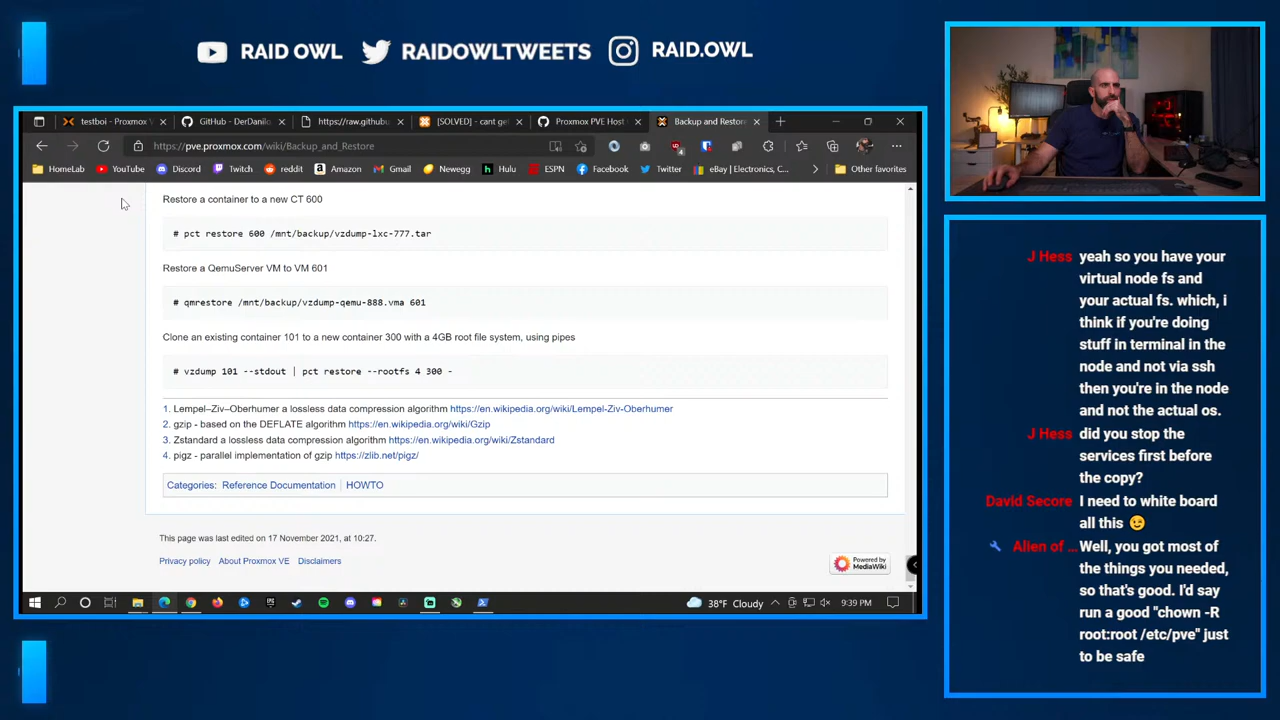 RAID OWL
RAIDOWLTWEETS
RAID.OWL
testboi - Proxmox V
GitHub - DerDanilo
https://raw.githubu
[SOLVED] - cant get
Proxmox PVE Host -
Backup and Restore
https://pve.proxmox.com/wiki/Backup_and_Restore
HomeLab
YouTube
Discord
Twitch
reddit
Amazon
Gmail
Newegg
Hulu
ESPN
Facebook
Twitter
eBay | Electronics, C...
Other favorites
Restore a container to a new CT 600
# pct restore 600 /mnt/backup/vzdump-lxc-777.tar
Restore a QemuServer VM to VM 601
# qmrestore /mnt/backup/vzdump-qemu-888.vma 601
Clone an existing container 101 to a new container 300 with a 4GB root file system, using pipes
# vzdump 101 --stdout | pct restore --rootfs 4 300 -
1. Lempel–Ziv–Oberhumer a lossless data compression algorithm https://en.wikipedia.org/wiki/Lempel-Ziv-Oberhumer
2. gzip - based on the DEFLATE algorithm https://en.wikipedia.org/wiki/Gzip
3. Zstandard a lossless data compression algorithm https://en.wikipedia.org/wiki/Zstandard
4. pigz - parallel implementation of gzip https://zlib.net/pigz/
Categories: Reference Documentation | HOWTO
This page was last edited on 17 November 2021, at 10:27.
Privacy policy About Proxmox VE Disclaimers
Powered by
MediaWiki
38°F Cloudy
9:39 PM
J Hess yeah so you have your
virtual node fs and
your actual fs. which, i
think if you're doing
stuff in terminal in the
node and not via ssh
then you're in the node
and not the actual os.
J Hess did you stop the
services first before
the copy?
David Secore I need to white board
all this 😉
Alien of ... Well, you got most of
the things you needed,
so that's good. I'd say
run a good "chown -R
root:root /etc/pve" just
to be safe